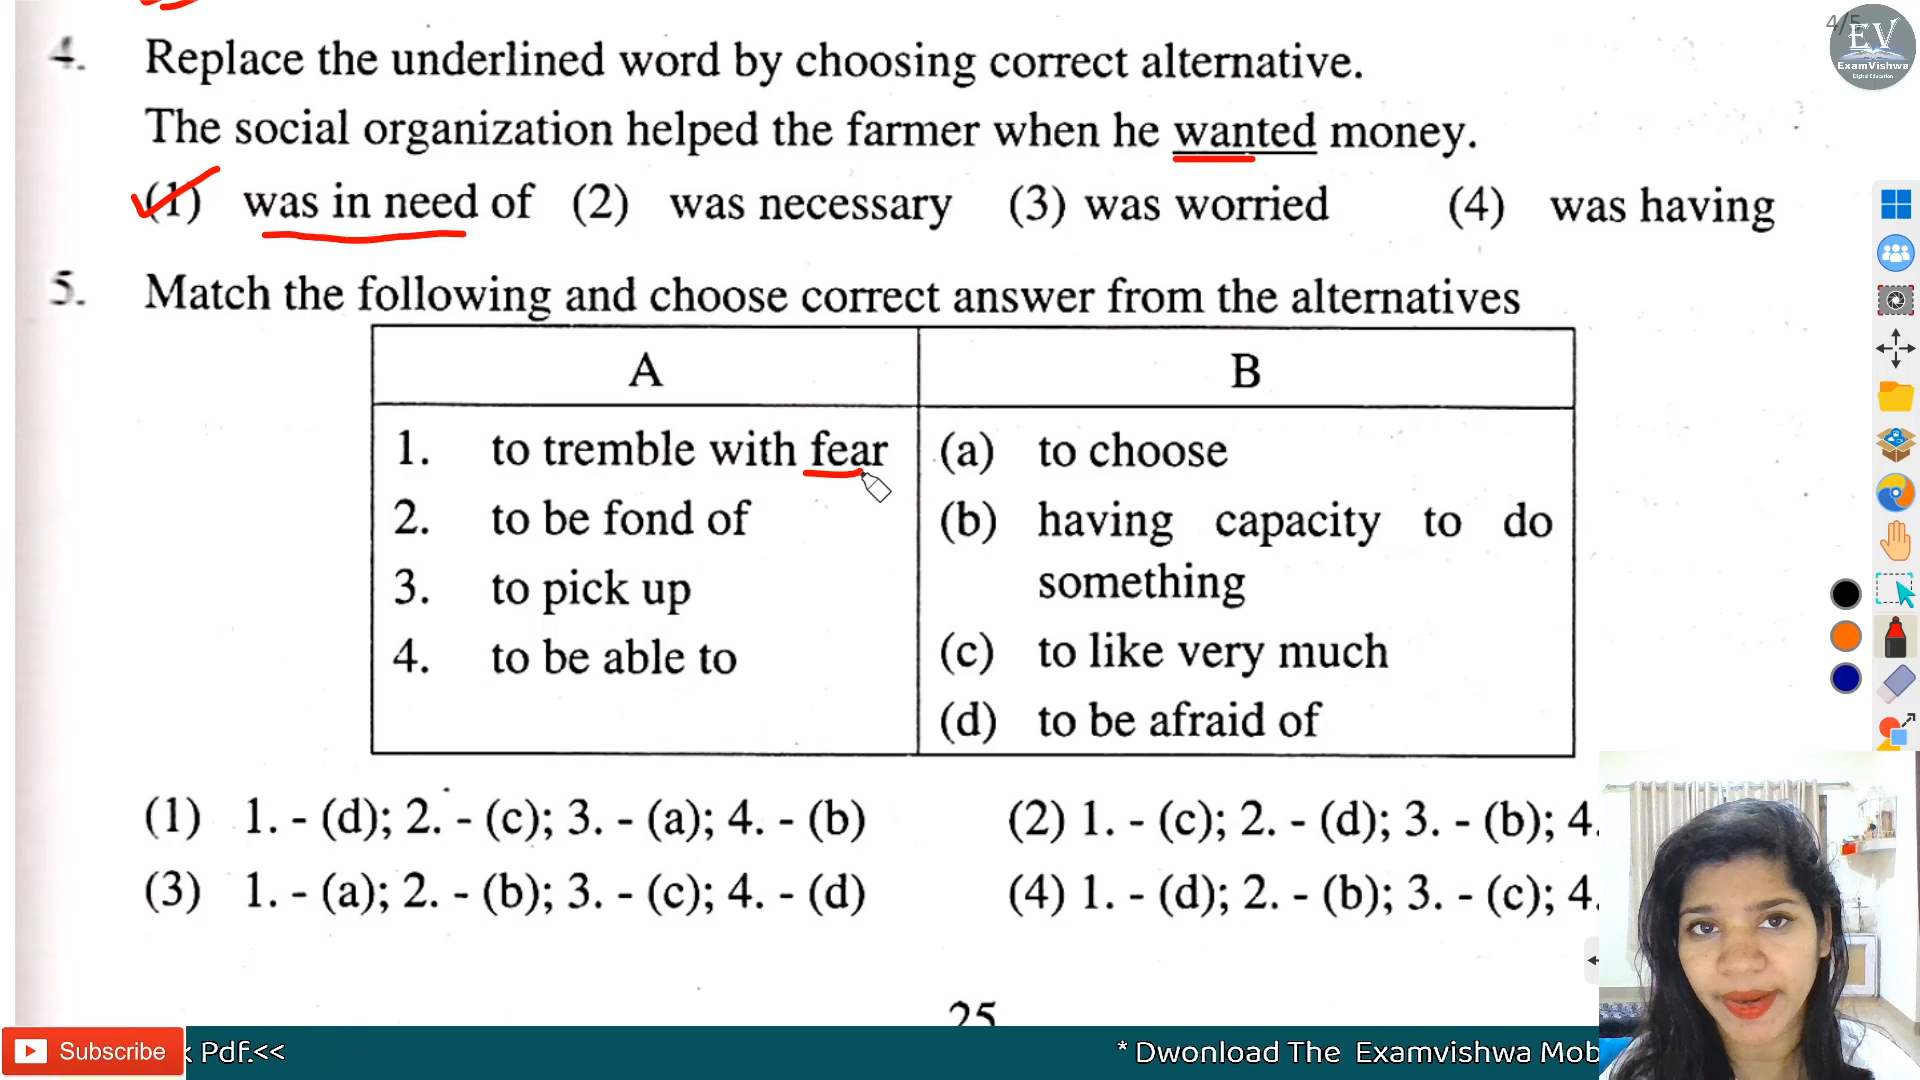 4/5
EV
ExamVishwa
Digital Education
4. Replace the underlined word by choosing correct alternative.
The social organization helped the farmer when he wanted money.
(1) was in need of (2) was necessary (3) was worried (4) was having
5. Match the following and choose correct answer from the alternatives
A B
1. to tremble with fear (a) to choose
2. to be fond of (b) having capacity to do
something
3. to pick up
4. to be able to (c) to like very much
(d) to be afraid of
(1) 1. - (d); 2. - (c); 3. - (a); 4. - (b) (2) 1. - (c); 2. - (d); 3. - (b); 4.
(3) 1. - (a); 2. - (b); 3. - (c); 4. - (d) (4) 1. - (d); 2. - (b); 3. - (c); 4.
25
Subscribe Pdf.<< * Dwonload The Examvishwa Mob